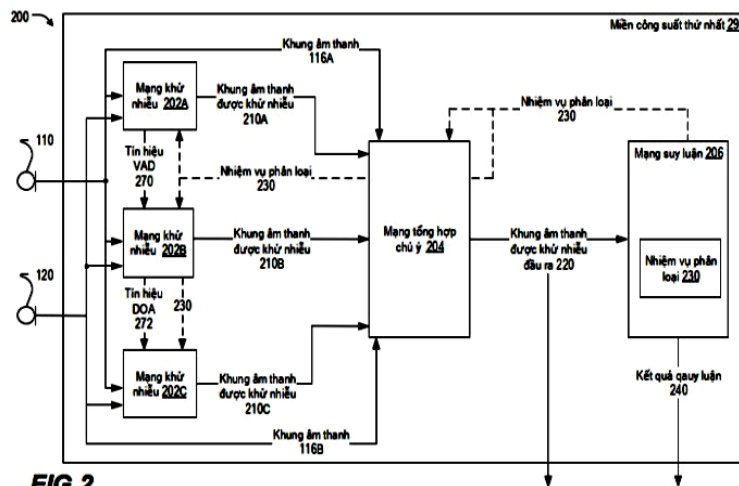 200
Miền công suất thứ nhất 29
Khung âm thanh
116A
Mạng khử
nhiễu 202A
Khung âm thanh
được khử nhiễu
210A
Nhiệm vụ phân loại
230
110
Tín hiệu
VAD
270
Nhiệm vụ phân loại
230
Mạng suy luận 206
Mạng khử
nhiễu 202B
Khung âm thanh
được khử nhiễu
210B
Mạng tổng hợp
chú ý 204
Khung âm thanh
được khử nhiễu
đầu ra 220
Nhiệm vụ phân
loại 230
120
Tín hiệu
DOA
272
230
Mạng khử
nhiễu 202C
Khung âm thanh
được khử nhiễu
210C
Kết quả qauy luận
240
Khung âm thanh
116B
FIG.2